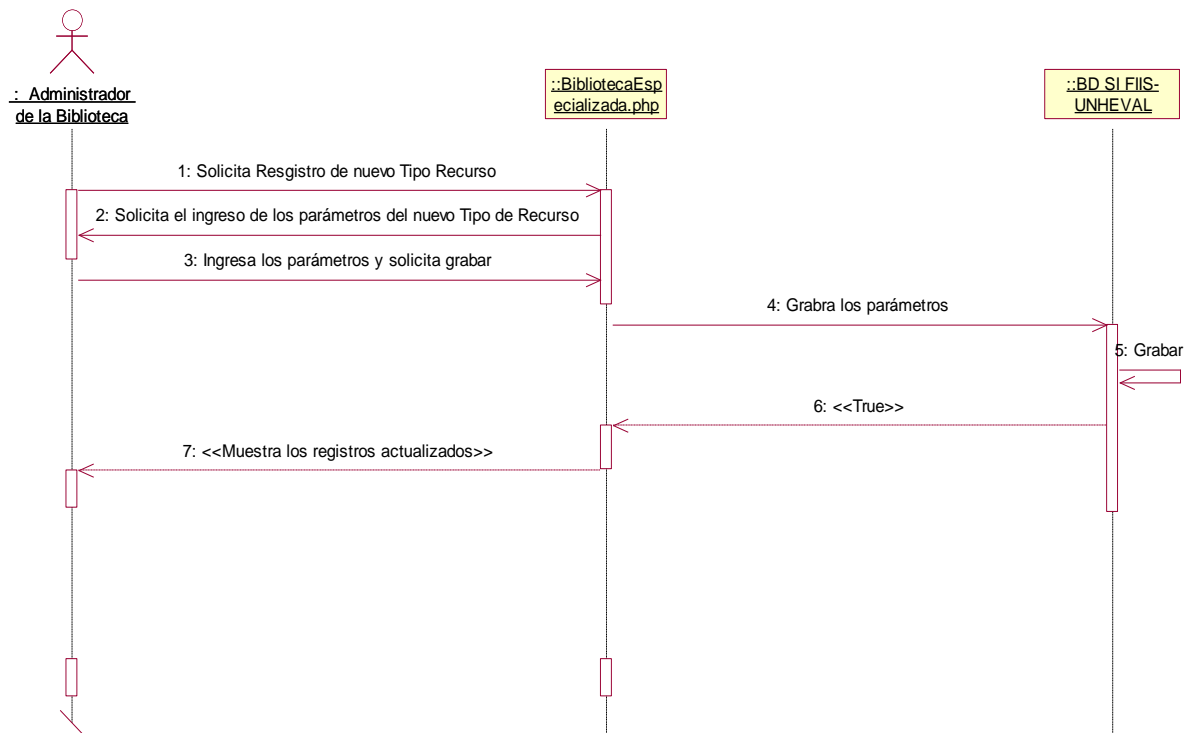 : Administrador
de la Biblioteca
::BibliotecaEsp
ecializada.php
::BD SI FIIS-
UNHEVAL
1: Solicita Resgistro de nuevo Tipo Recurso
2: Solicita el ingreso de los parámetros del nuevo Tipo de Recurso
3: Ingresa los parámetros y solicita grabar
4: Grabra los parámetros
5: Grabar
6: <<True>>
7: <<Muestra los registros actualizados>>